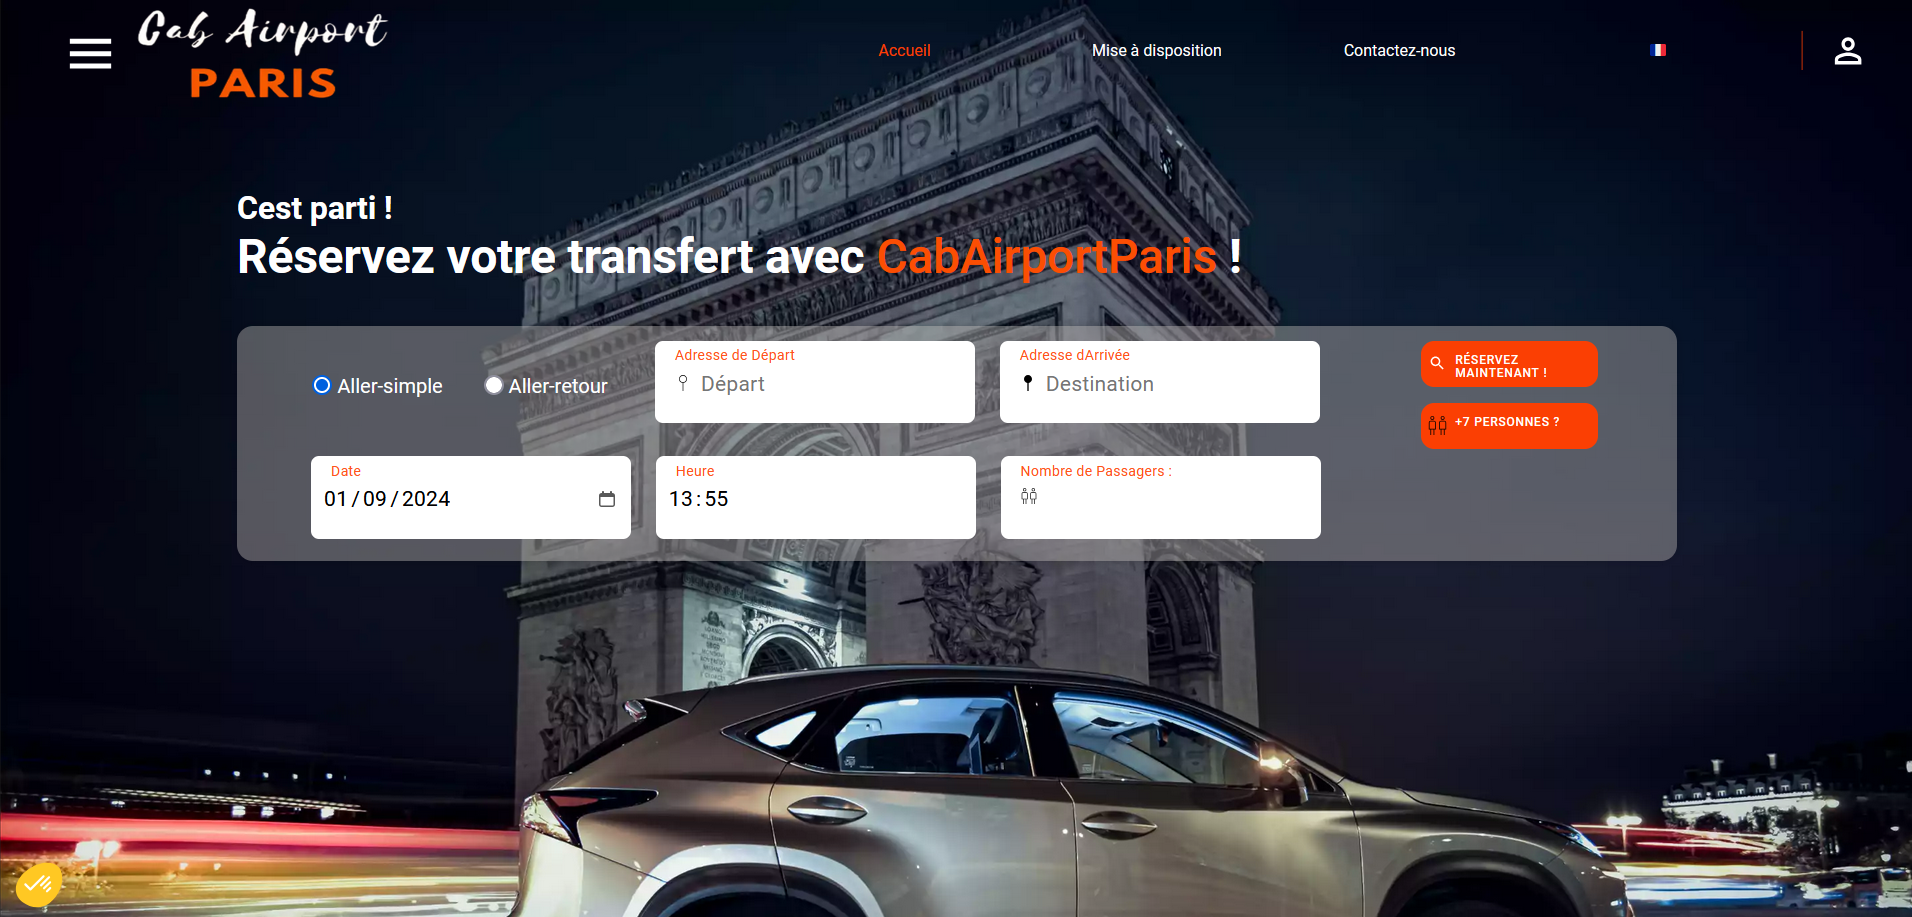 Cab Airport
PARIS
Accueil
Mise à disposition
Contactez-nous
Cest parti !
Réservez votre transfert avec CabAirportParis !
Aller-simple
Aller-retour
Adresse de Départ
Départ
Adresse dArrivée
Destination
RÉSERVEZ
MAINTENANT !
+7 PERSONNES ?
Date
01/09/2024
Heure
13:55
Nombre de Passagers :